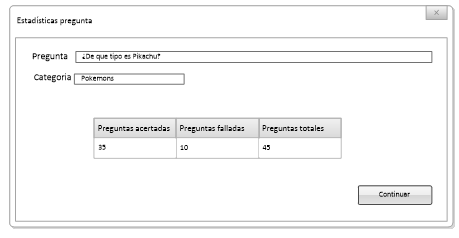 Estadísticas pregunta
Pregunta ¿De que tipo es Pikachu?
Categoria Pokemons
Preguntas acertadas Preguntas falladas Preguntas totales
35 10 45
Continuar